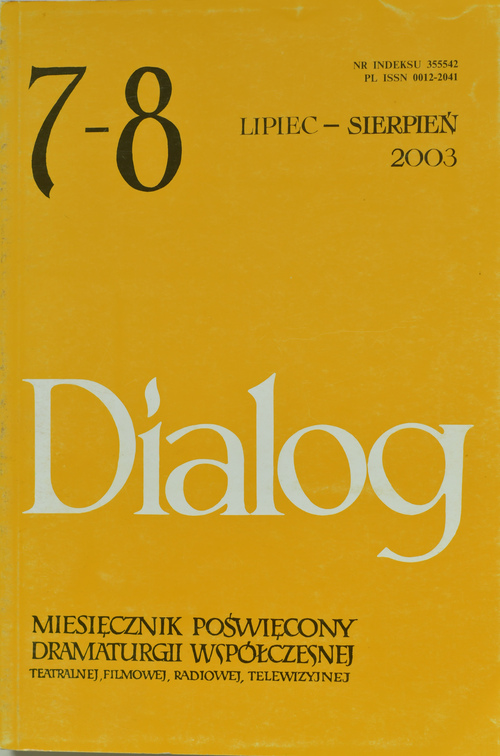 7-8
NR INDEKSU 355542
PL ISSN 0012-2041
LIPIEC – SIERPIEŃ
2003
Dialog
MIESIĘCZNIK POŚWIĘCONY
DRAMATURGII WSPÓŁCZESNEJ
TEATRALNEJ, FILMOWEJ, RADIOWEJ, TELEWIZYJNEJ